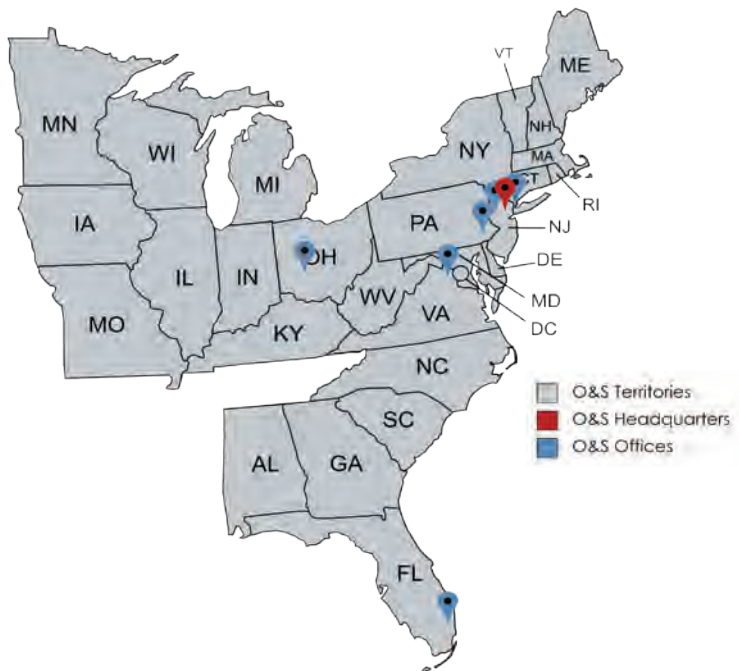 VT
ME
MN
NH
WI
NY
MA
MI
CT
RI
IA
PA
NJ
OH
DE
IL
IN
WV
MD
MO
VA
DC
KY
NC
O&S Territories
SC
O&S Headquarters
AL
GA
O&S Offices
FL